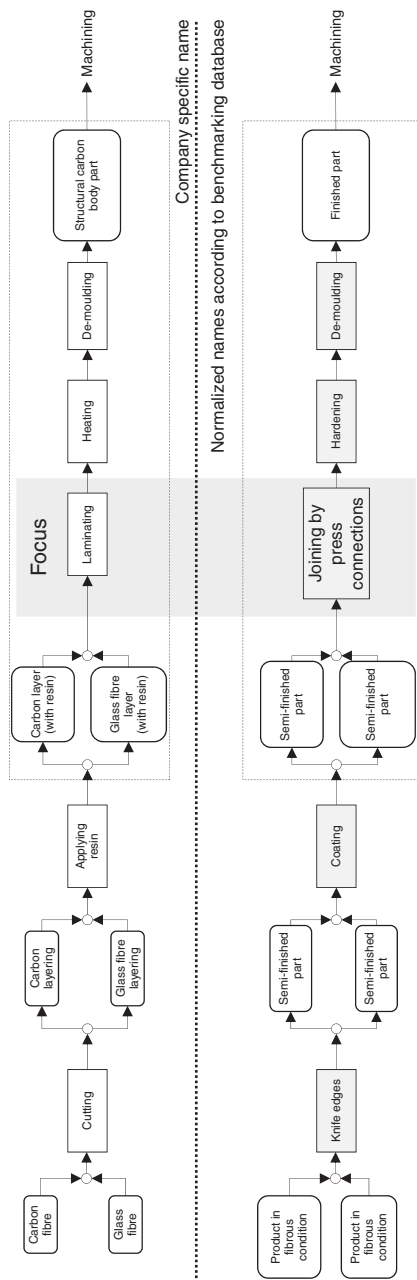 Carbon
fibre
Glass
fibre
Cutting
Carbon
layering
Glass fibre
layering
Applying
resin
Carbon layer
(with resin)
Glass fibre
layer
(with resin)
Focus
Laminating
Heating
De-moulding
Structural carbon
body part
Machining
Company specific name
Normalized names according to benchmarking database
Product in
fibrous
condition
Product in
fibrous
condition
Knife edges
Semi-finished
part
Semi-finished
part
Coating
Semi-finished
part
Semi-finished
part
Joining by
press
connections
Hardening
De-moulding
Finished part
Machining